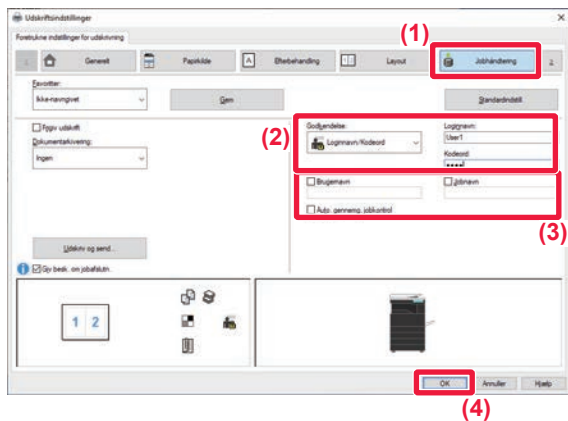 Udskriftsindstillinger
Foretrukne indstillinger for udskrivning
(1)
Generelt
Papirkilde
Efterbehandling
Layout
Jobhåndtering
Favoritter:
Ikke-navngivet
Gem
Standardindstill.
Frigiv udskrift
Dokumentarkivering:
Ingen
(2)
Godkendelse:
Loginnavn/Kodeord
Loginnavn:
User1
Kodeord
Brugernavn
Jobnavn
Auto. gennemg. jobkontrol
(3)
Udskriv og send...
Giv besk. om jobafslutn.
1 2
OK
Annuller
Hjælp
(4)